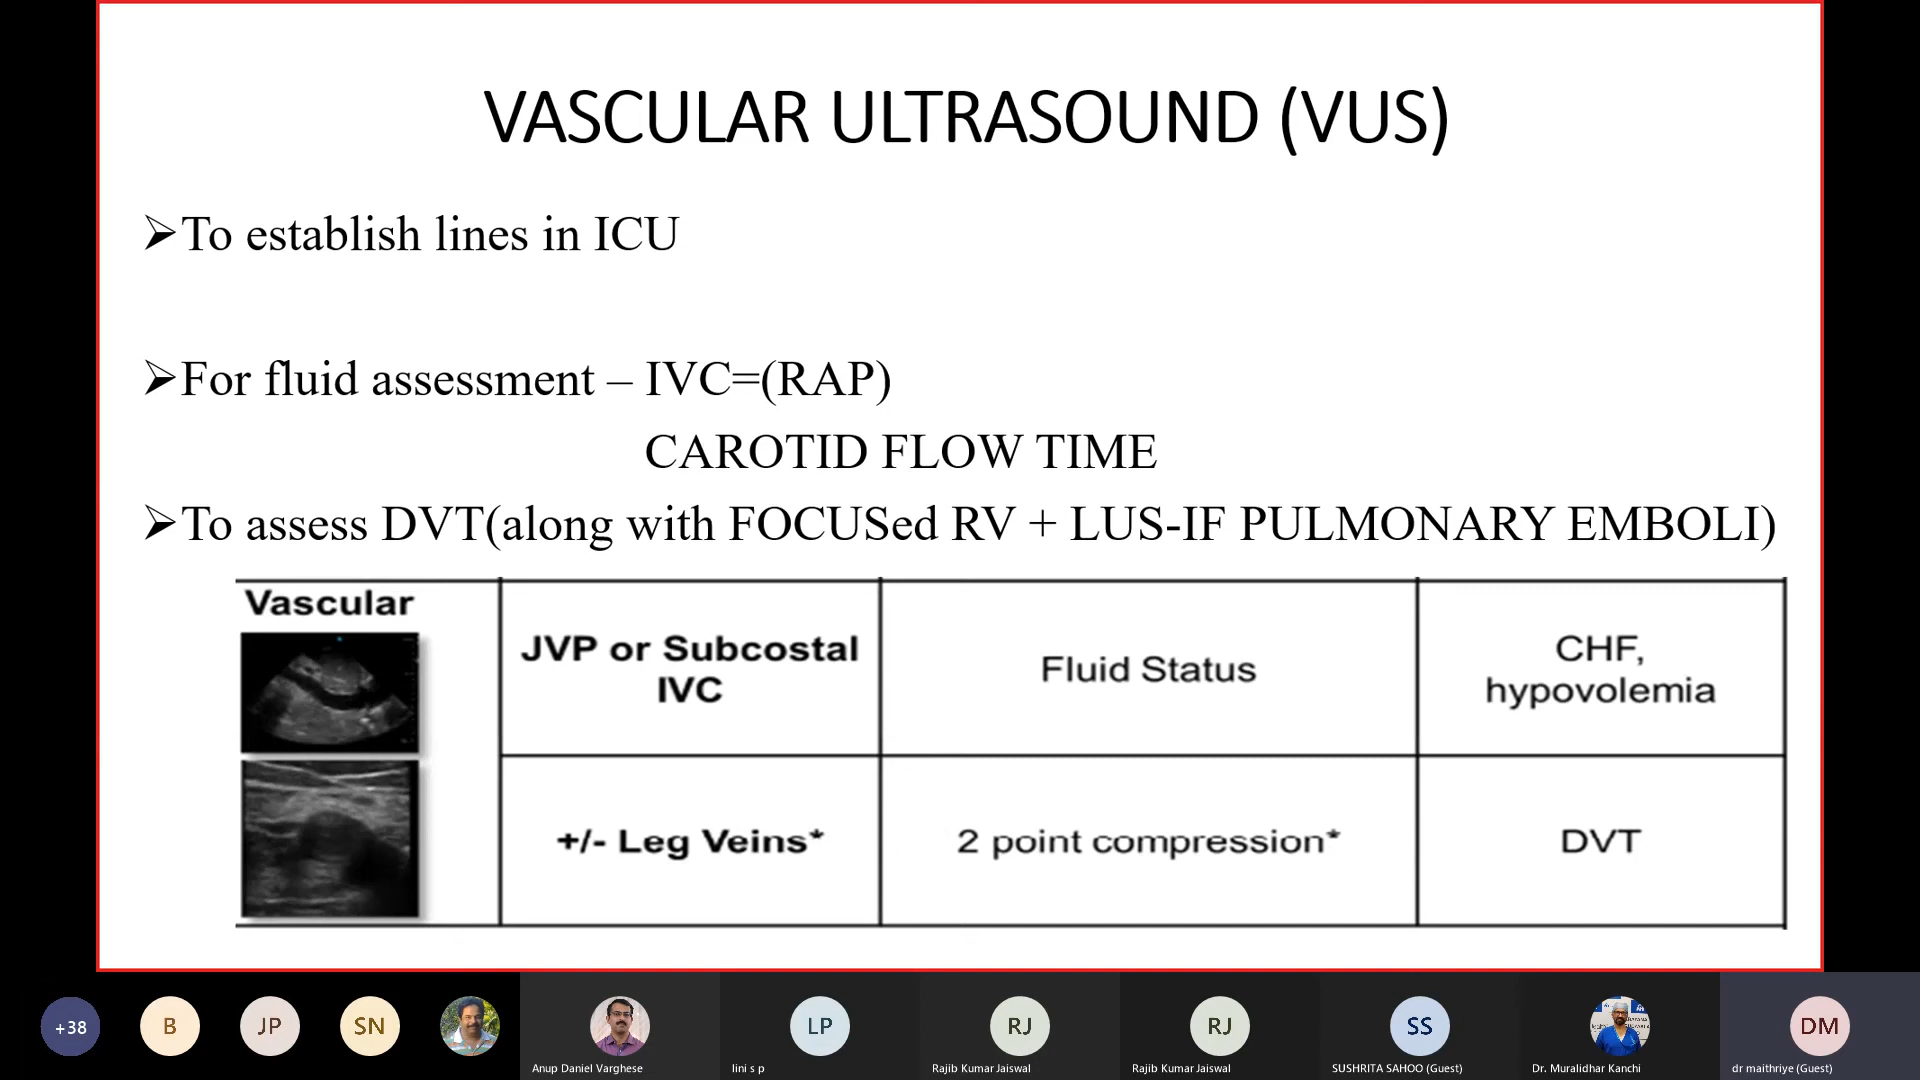 VASCULAR ULTRASOUND (VUS)
➢To establish lines in ICU
➢For fluid assessment – IVC=(RAP)
CAROTID FLOW TIME
➢To assess DVT(along with FOCUSed RV + LUS-IF PULMONARY EMBOLI)
Vascular
JVP or Subcostal
IVC
Fluid Status
CHF,
hypovolemia
+/- Leg Veins*
2 point compression*
DVT
+38
B
JP
SN
Anup Daniel Varghese
LP
lini s p
RJ
Rajib Kumar Jaiswal
RJ
Rajib Kumar Jaiswal
SS
SUSHRITA SAHOO (Guest)
Dr. Muralidhar Kanchi
DM
dr maithriye (Guest)